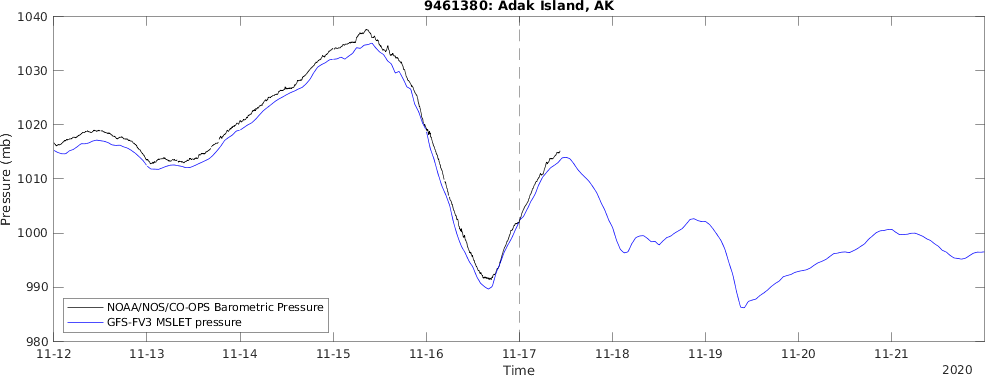 9461380: Adak Island, AK
Pressure (mb)
1040
1030
1020
1010
1000
990
980
NOAA/NOS/CO-OPS Barometric Pressure
GFS-FV3 MSLET pressure
11-12 11-13 11-14 11-15 11-16 11-17 11-18 11-19 11-20 11-21
Time
2020